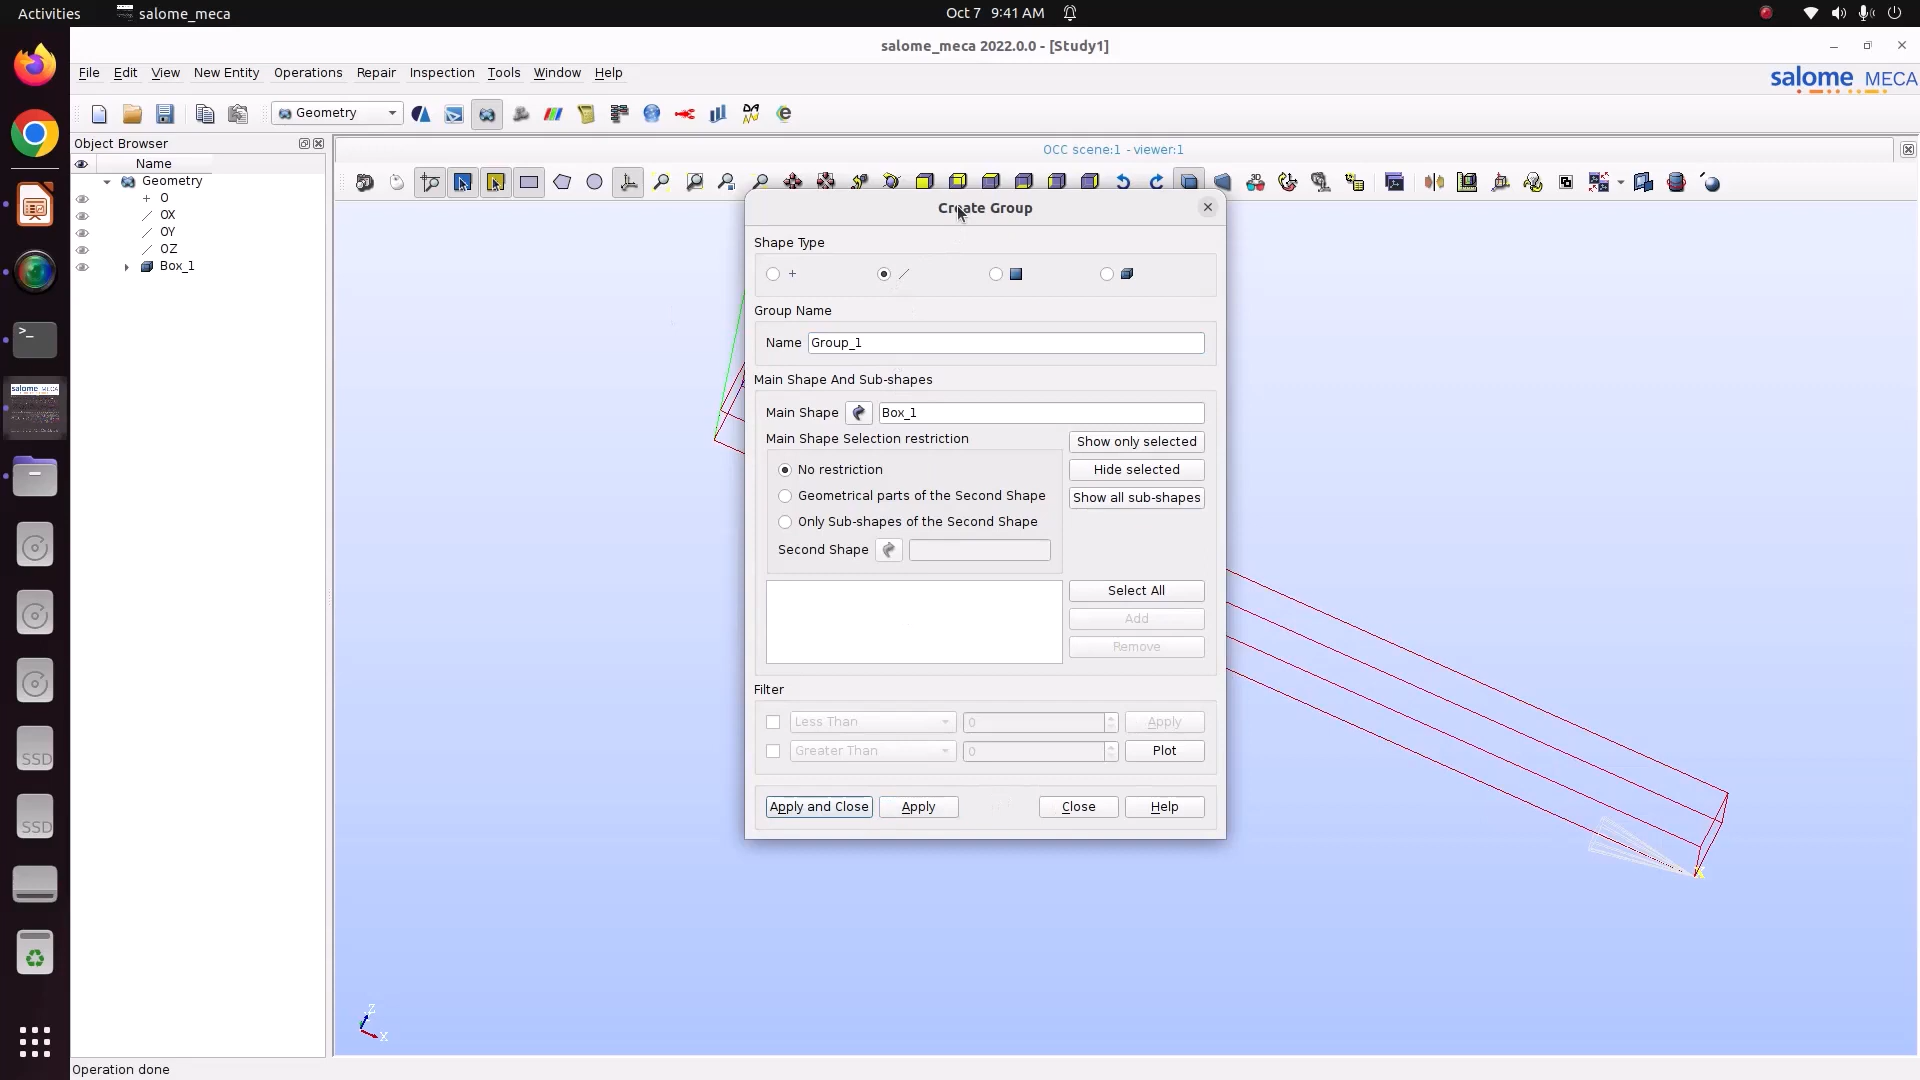 Activities
salome_meca
Oct 7 9:41 AM
salome_meca 2022.0.0 - [Study1]
File Edit View New Entity Operations Repair Inspection Tools Window Help
salome MECA
Geometry
Object Browser
OCC scene:1 - viewer:1
Name
Geometry
O
OX
OY
OZ
Box_1
Create Group
Shape Type
Group Name
Name Group_1
Main Shape And Sub-shapes
Main Shape Box_1
Main Shape Selection restriction
Show only selected
No restriction
Hide selected
Geometrical parts of the Second Shape
Show all sub-shapes
Only Sub-shapes of the Second Shape
Second Shape
Select All
Add
Remove
Filter
Less Than 0 Apply
Greater Than 0 Plot
Apply and Close Apply Close Help
SSD
SSD
Z
X
X
Operation done